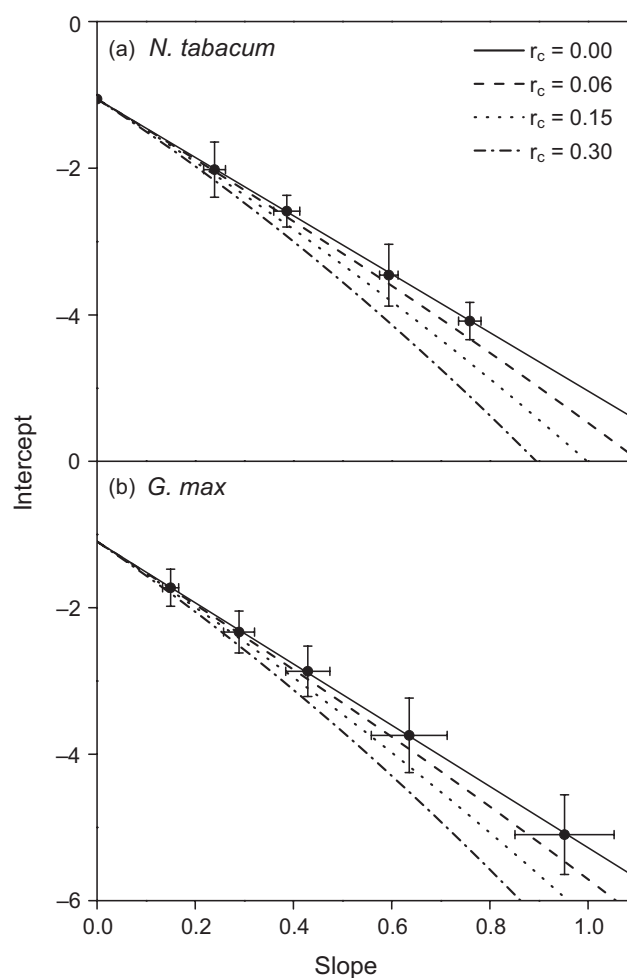 0
(a) N. tabacum
r_c = 0.00
r_c = 0.06
r_c = 0.15
r_c = 0.30
–2
–4
0
Intercept
(b) G. max
–2
–4
–6
0.0 0.2 0.4 0.6 0.8 1.0
Slope